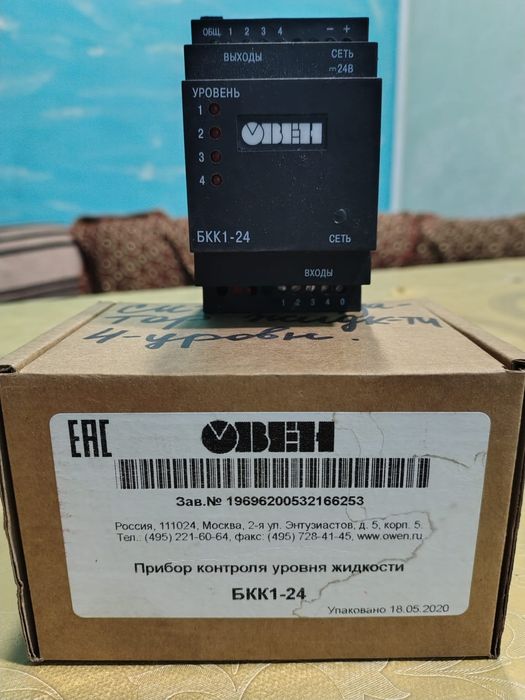 ОБЩ. 1 2 3 4 − +
ВЫХОДЫ СЕТЬ
⎓24В
УРОВЕНЬ
1
2
3
4
ОВЕН
БКК1-24 СЕТЬ
ВХОДЫ
1 2 3 4 0
4-уровн.
EAC
ОВЕН
Зав.№ 19696200532166253
Россия, 111024, Москва, 2-я ул. Энтузиастов, д. 5, корп. 5.
Тел.: (495) 221-60-64, факс: (495) 728-41-45, www.owen.ru
Прибор контроля уровня жидкости
БКК1-24
Упаковано 18.05.2020